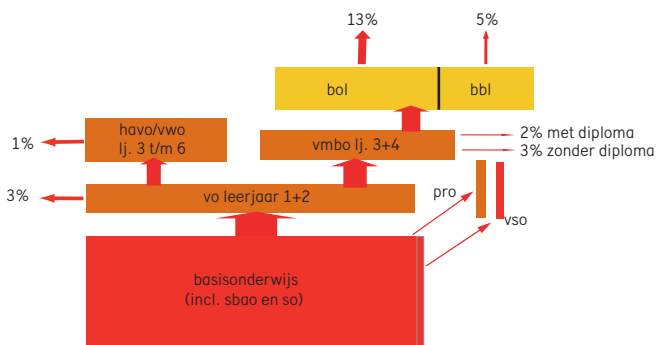 13%
5%
bol
bbl
havo/vwo
lj. 3 t/m 6
1%
vmbo lj. 3+4
2% met diploma
3% zonder diploma
3%
vo leerjaar 1+2
pro
vso
basisonderwijs
(incl. sbao en so)